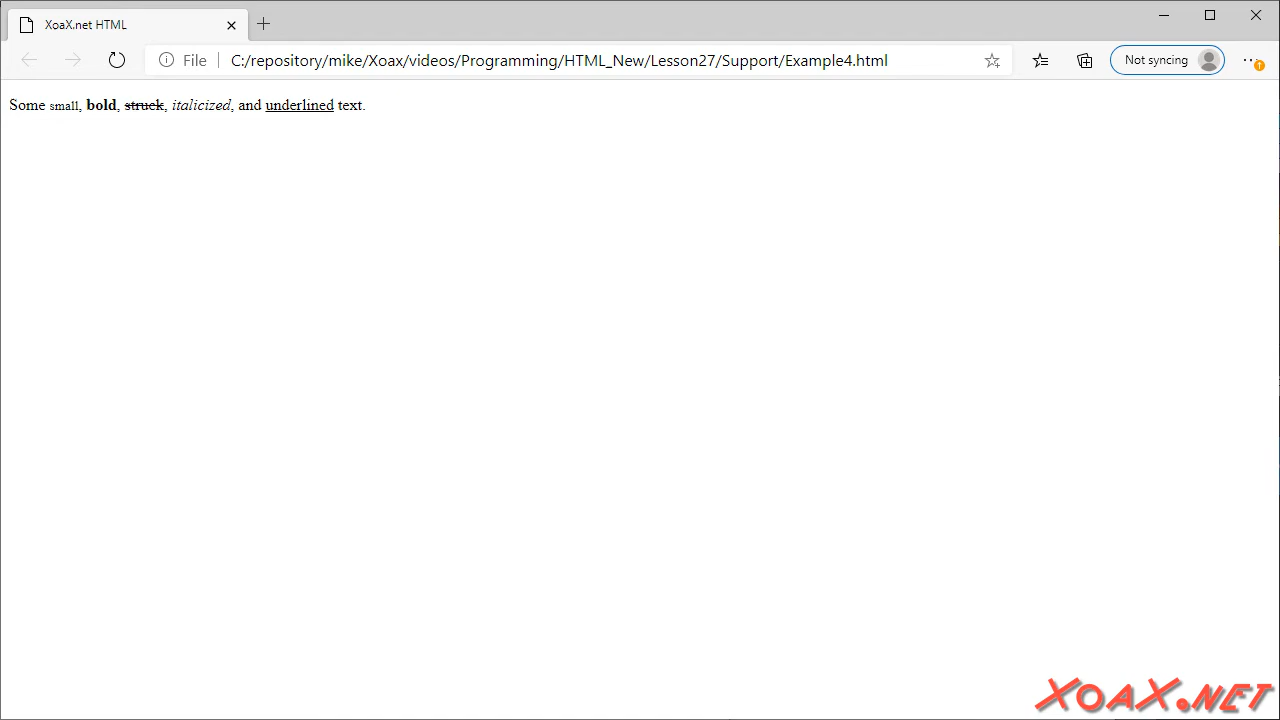 XoaX.net HTML
File C:/repository/mike/Xoax/videos/Programming/HTML_New/Lesson27/Support/Example4.html Not syncing
Some small, bold, struck, italicized, and underlined text.
XOAX.NET